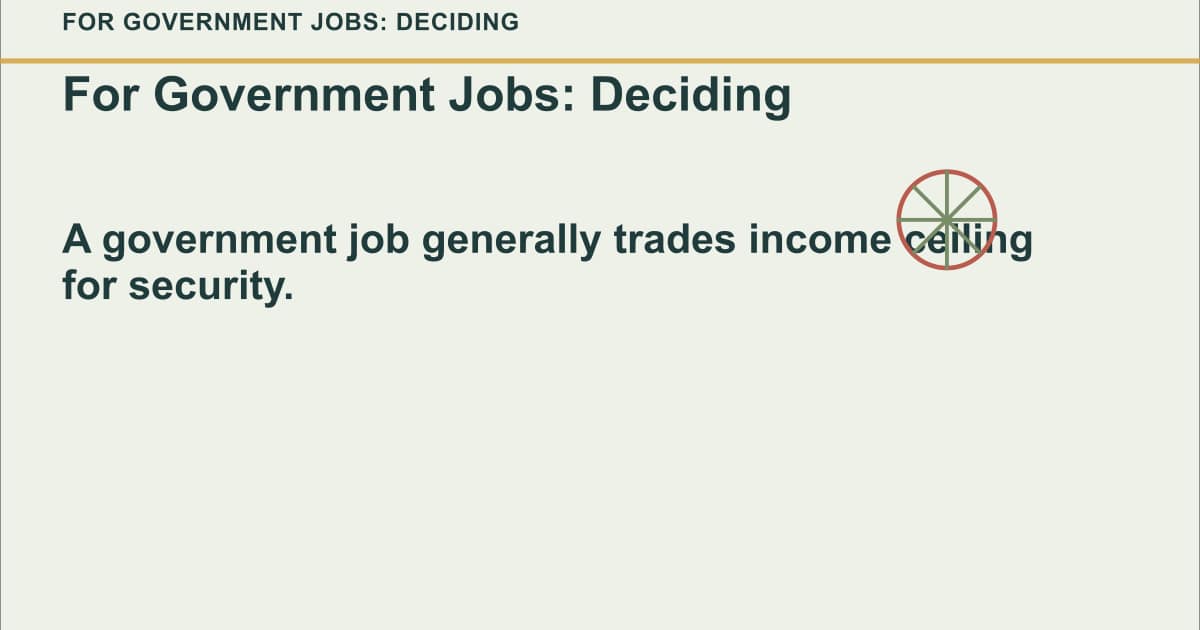 FOR GOVERNMENT JOBS: DECIDING
For Government Jobs: Deciding
A government job generally trades income ceiling
for security.